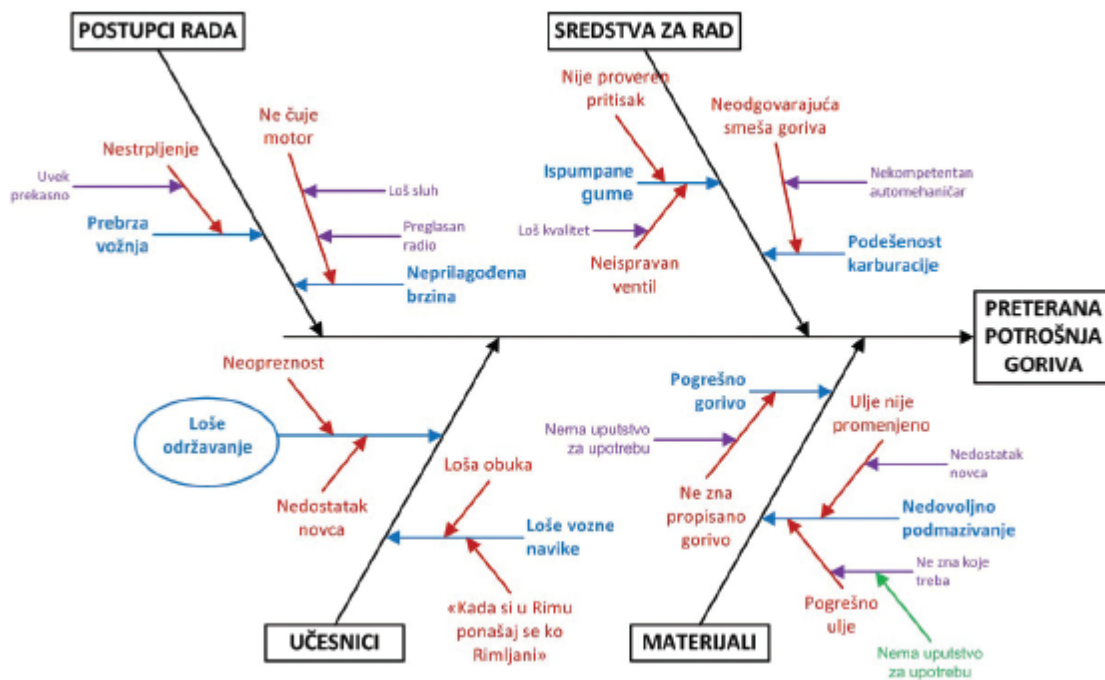 POSTUPCI RADA
SREDSTVA ZA RAD
Nije proveren
pritisak
Neodgovarajuća
smeša goriva
Ne čuje
motor
Nestrpljenje
Uvek
prekasno
Loš sluh
Ispumpane
gume
Nekompetentan
automehaničar
Prebrza
vožnja
Preglasan
radio
Loš kvalitet
Podešenost
karburacije
Neprilagođena
brzina
Neispravan
ventil
PRETERANA
POTROŠNJA
GORIVA
Neopreznost
Pogrešno
gorivo
Ulje nije
promenjeno
Loše
održavanje
Nema uputstvo
za upotrebu
Loša obuka
Nedostatak
novca
Nedostatak
novca
Ne zna
propisano
gorivo
Loše vozne
navike
Nedovoljno
podmazivanje
Ne zna koje
treba
«Kada si u Rimu
ponašaj se ko
Rimljani»
Pogrešno
ulje
UČESNICI
MATERIJALI
Nema uputstvo
za upotrebu